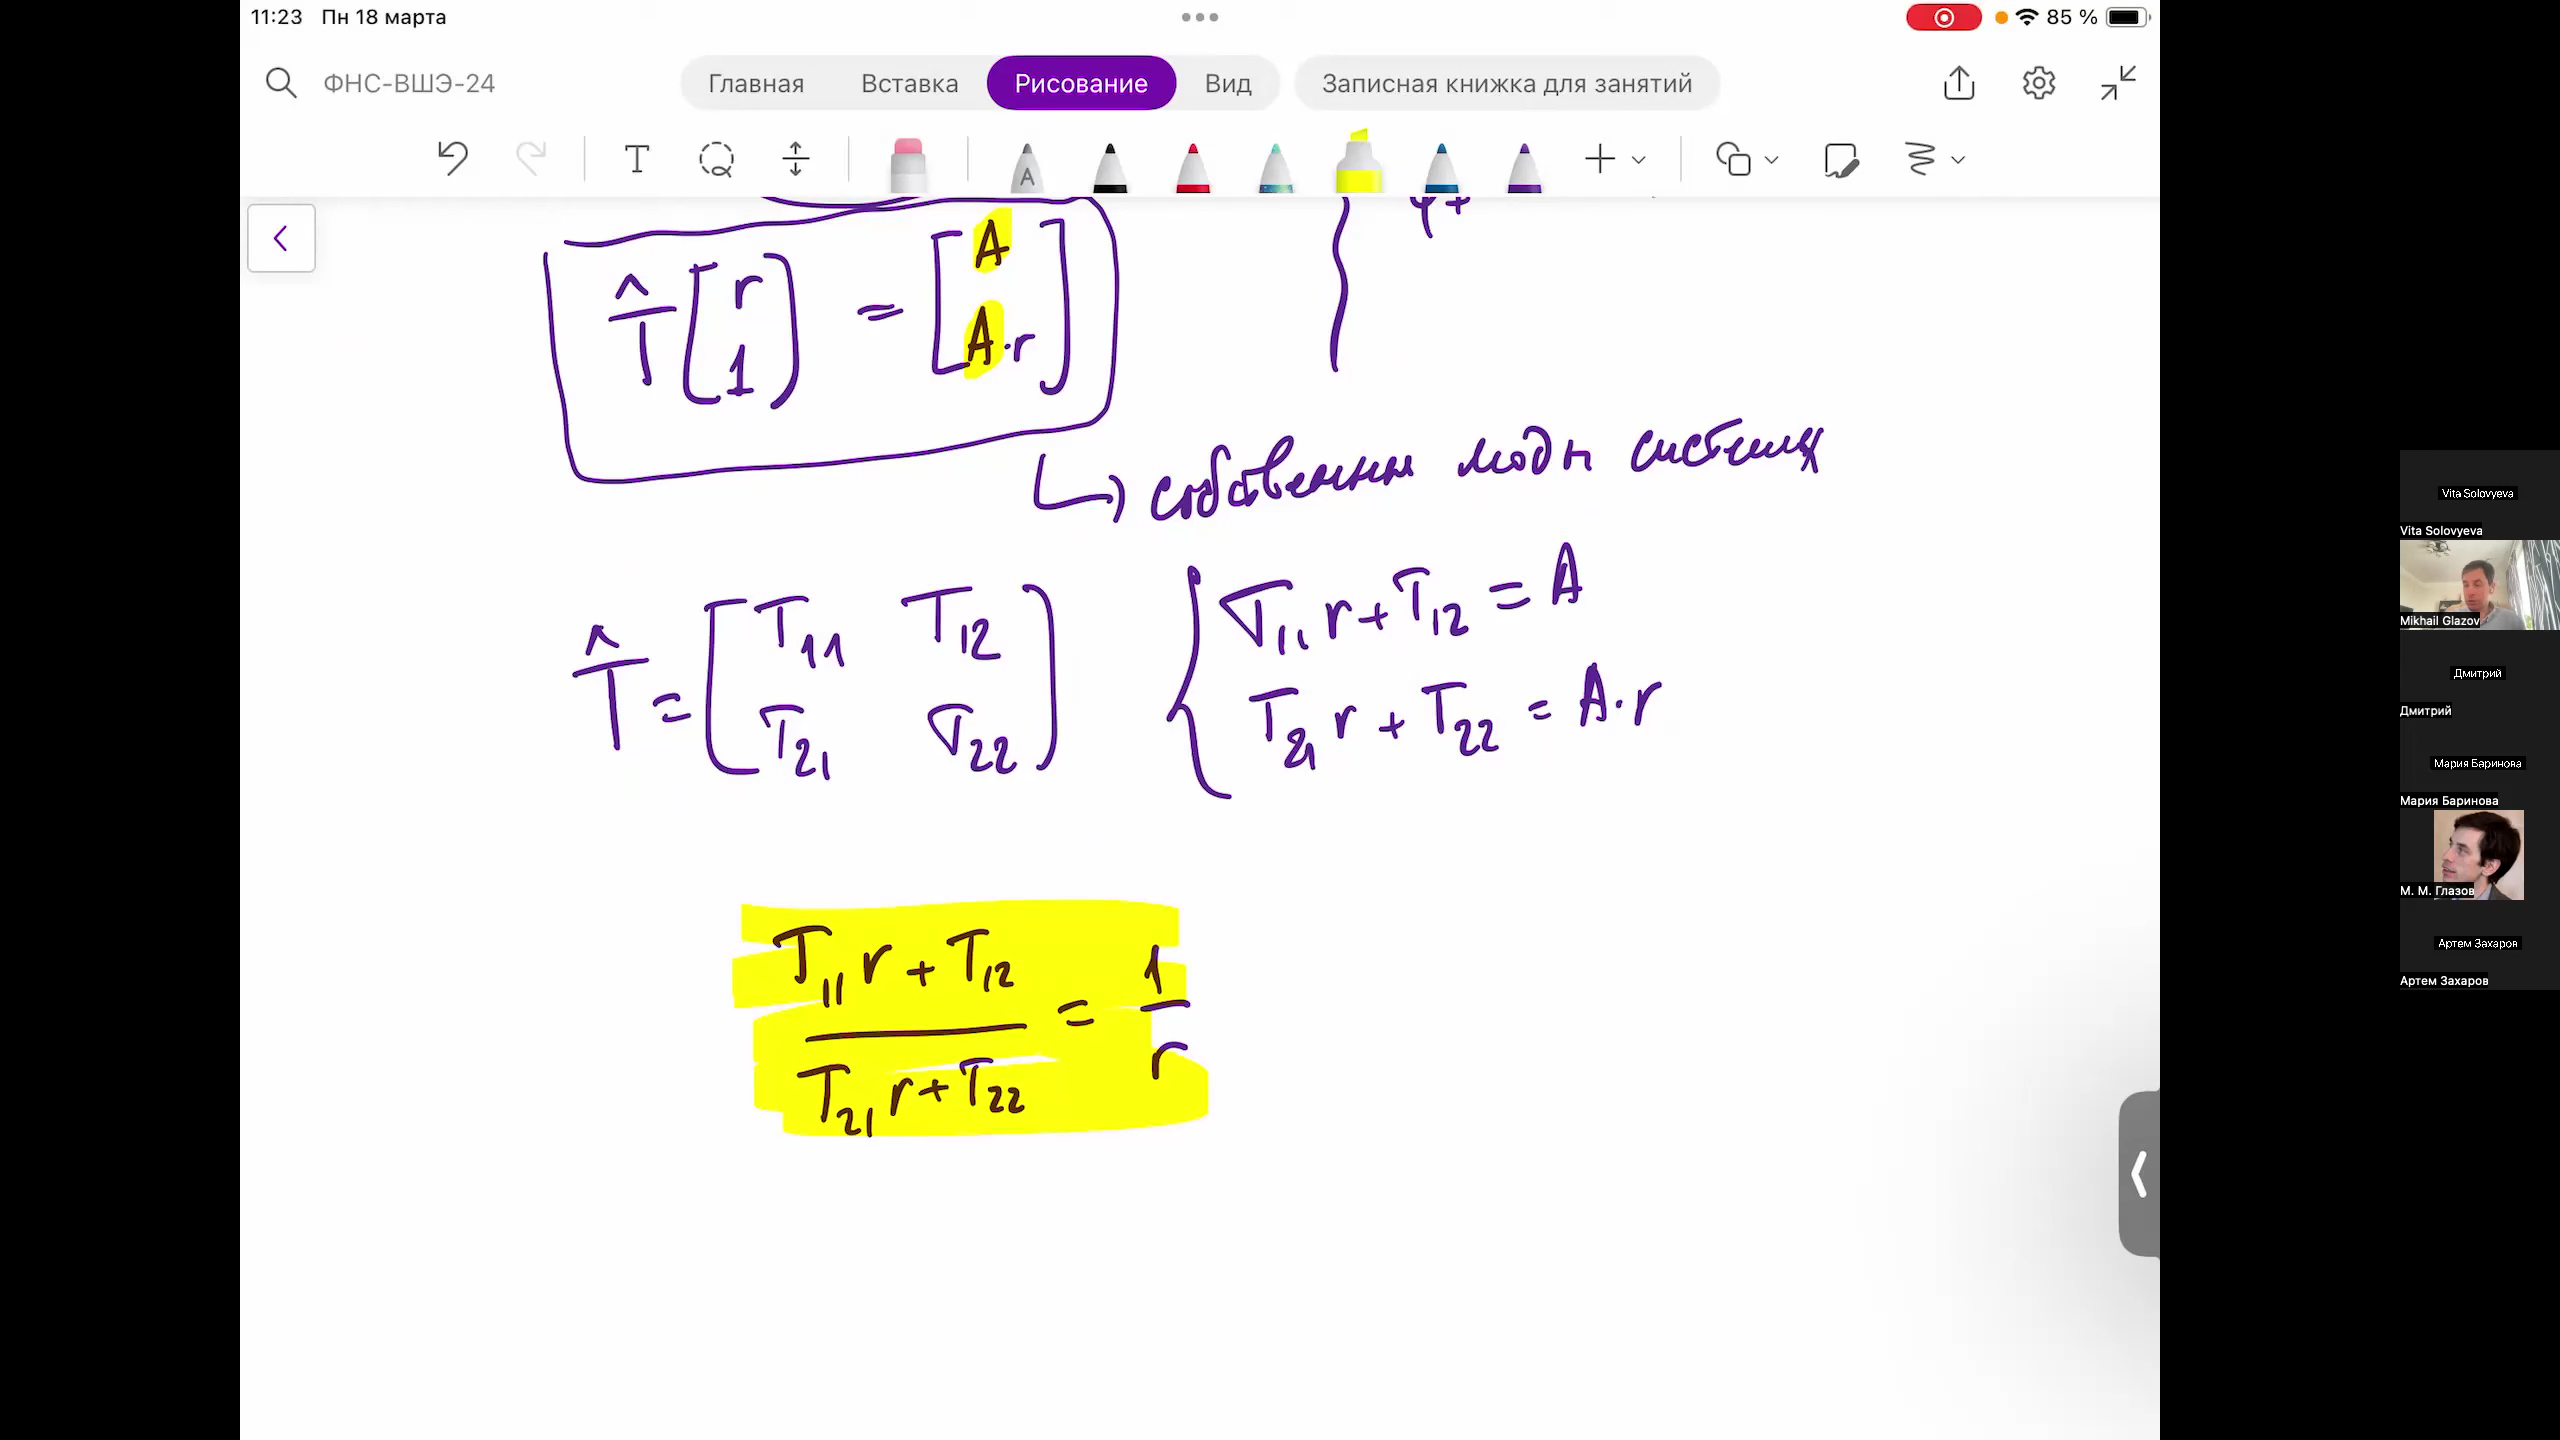 11:23 Пн 18 марта
85 %
ФНС-ВШЭ-24
Главная Вставка Рисование Вид Записная книжка для занятий
T A
φ+
T̂ [r 1] = [A A·r]
↳ собственны моды системы
T̂ = [T11 T12
T21 T22]
{ T11 r + T12 = A
T21 r + T22 = A·r
T11 r + T12
= 1/r
T21 r + T22
Vita Solovyeva
Vita Solovyeva
Mikhail Glazov
Дмитрий
Дмитрий
Мария Баринова
Мария Баринова
М. М. Глазов
Артем Захаров
Артем Захаров